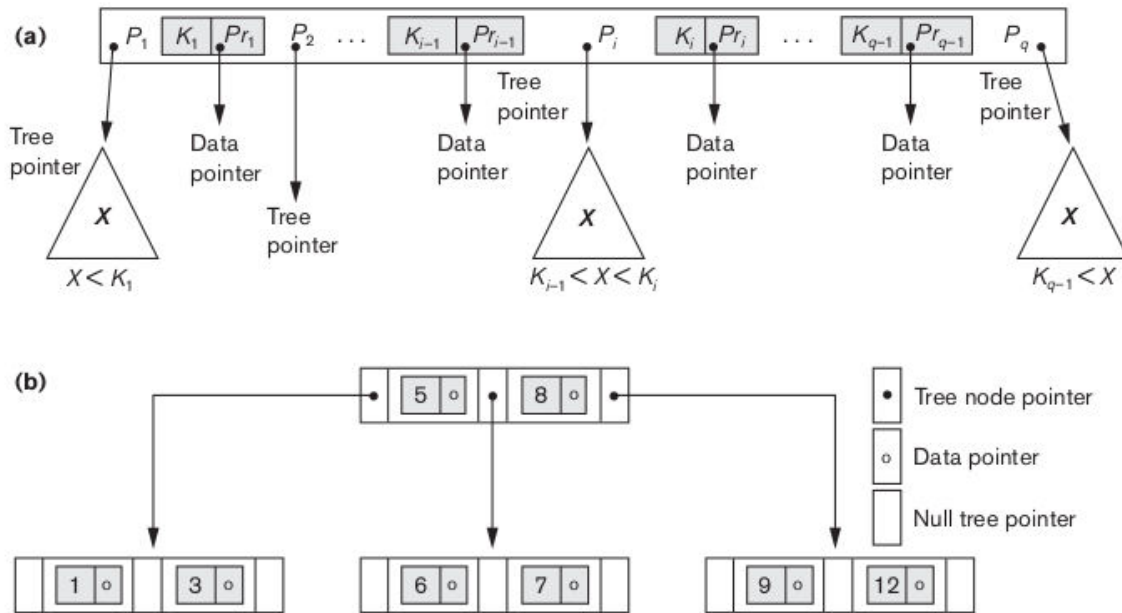 (a) P1 K1 Pr1 P2 . . . Ki–1 Pri–1 Pi Ki Pri . . . Kq–1 Prq–1 Pq
Tree pointer
Data pointer
Tree pointer
Data pointer
Tree pointer
Data pointer
Data pointer
Tree pointer
X
X < K1
X
Ki–1 < X < Ki
X
Kq–1 < X
(b)
5 8
1 3
6 7
9 12
Tree node pointer
Data pointer
Null tree pointer